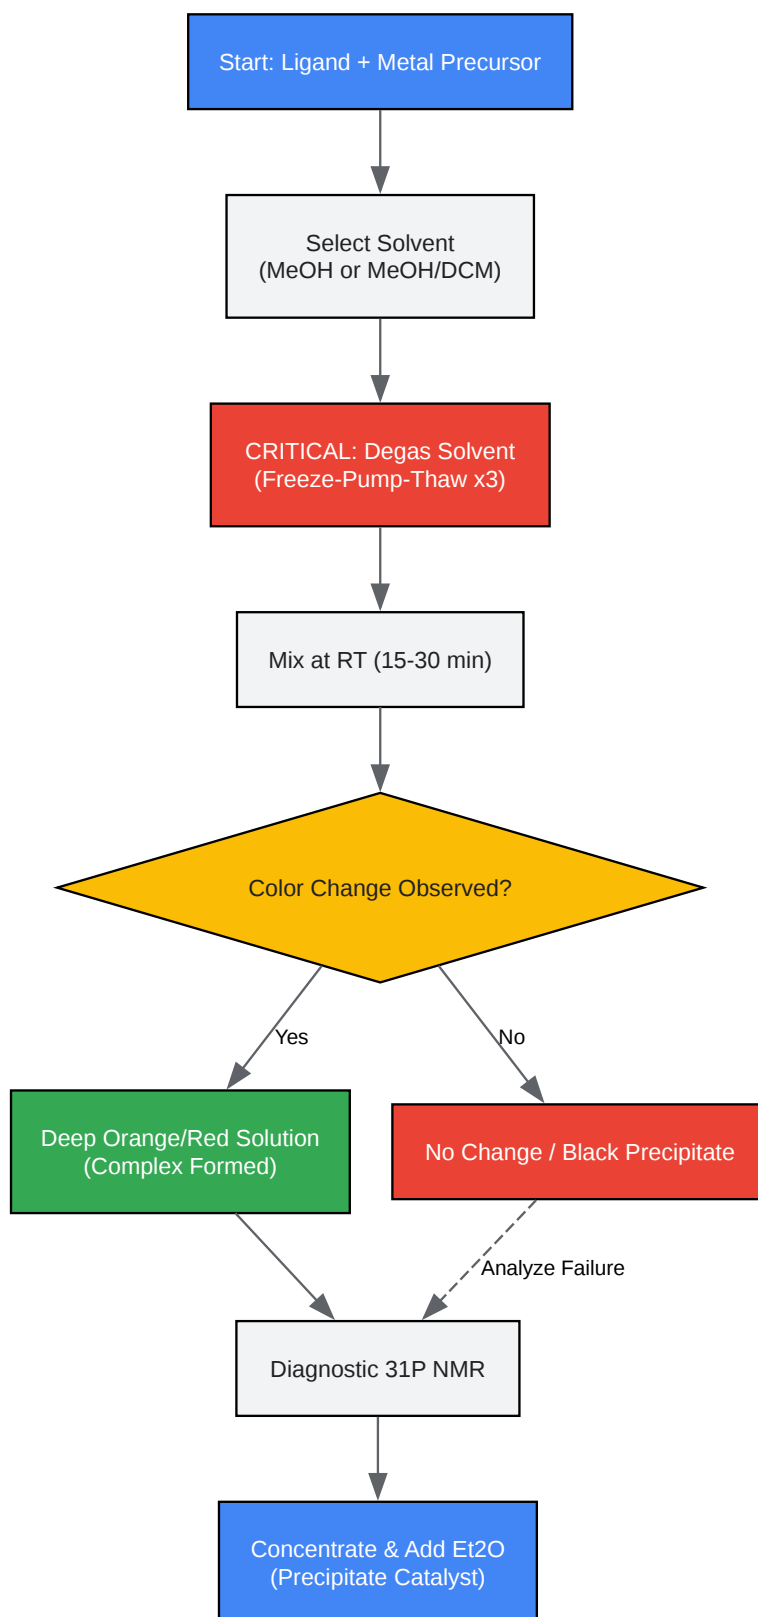 Start: Ligand + Metal Precursor
Select Solvent
(MeOH or MeOH/DCM)
CRITICAL: Degas Solvent
(Freeze-Pump-Thaw x3)
Mix at RT (15-30 min)
Color Change Observed?
Yes
No
Deep Orange/Red Solution
(Complex Formed)
No Change / Black Precipitate
Analyze Failure
Diagnostic 31P NMR
Concentrate & Add Et2O
(Precipitate Catalyst)